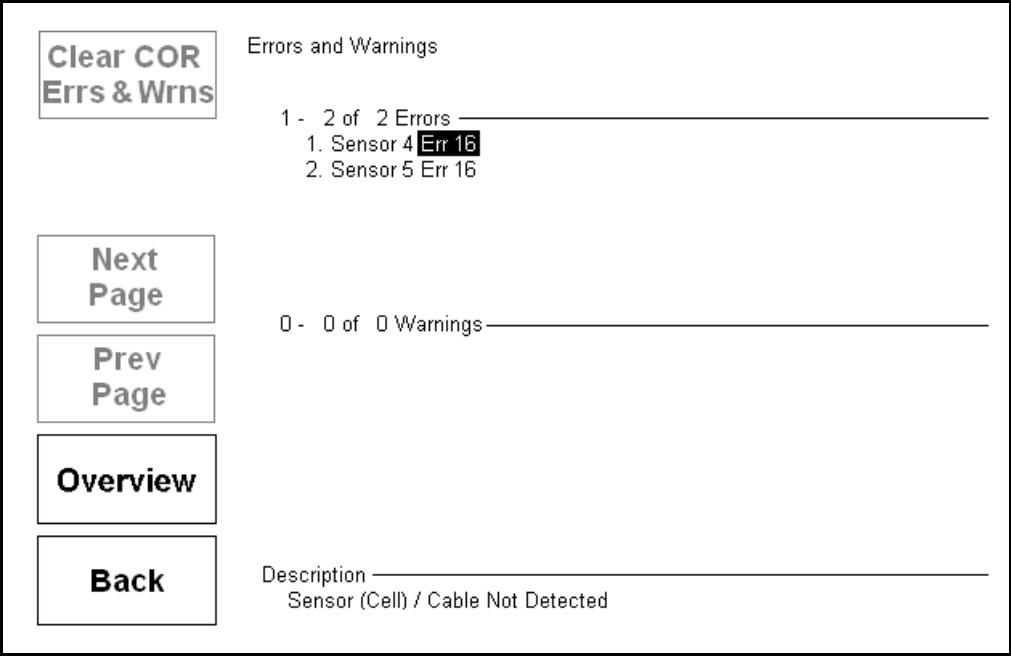 Clear COR
Errs & Wrns
Errors and Warnings
1 - 2 of 2 Errors
1. Sensor 4 Err 16
2. Sensor 5 Err 16
Next
Page
0 - 0 of 0 Warnings
Prev
Page
Overview
Back
Description
Sensor (Cell) / Cable Not Detected